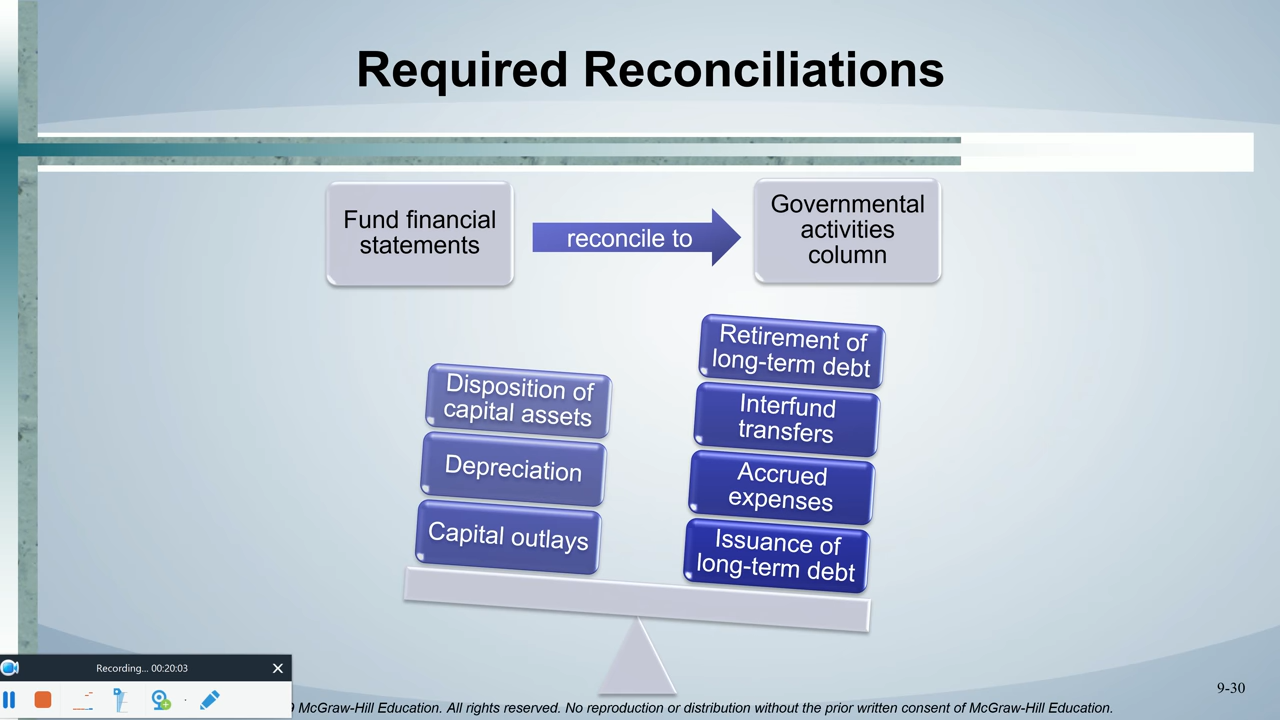 Required Reconciliations
Fund financial
statements
reconcile to
Governmental
activities
column
Disposition of
capital assets
Depreciation
Capital outlays
Retirement of
long-term debt
Interfund
transfers
Accrued
expenses
Issuance of
long-term debt
Recording... 00:20:03
9-30
McGraw-Hill Education. All rights reserved. No reproduction or distribution without the prior written consent of McGraw-Hill Education.